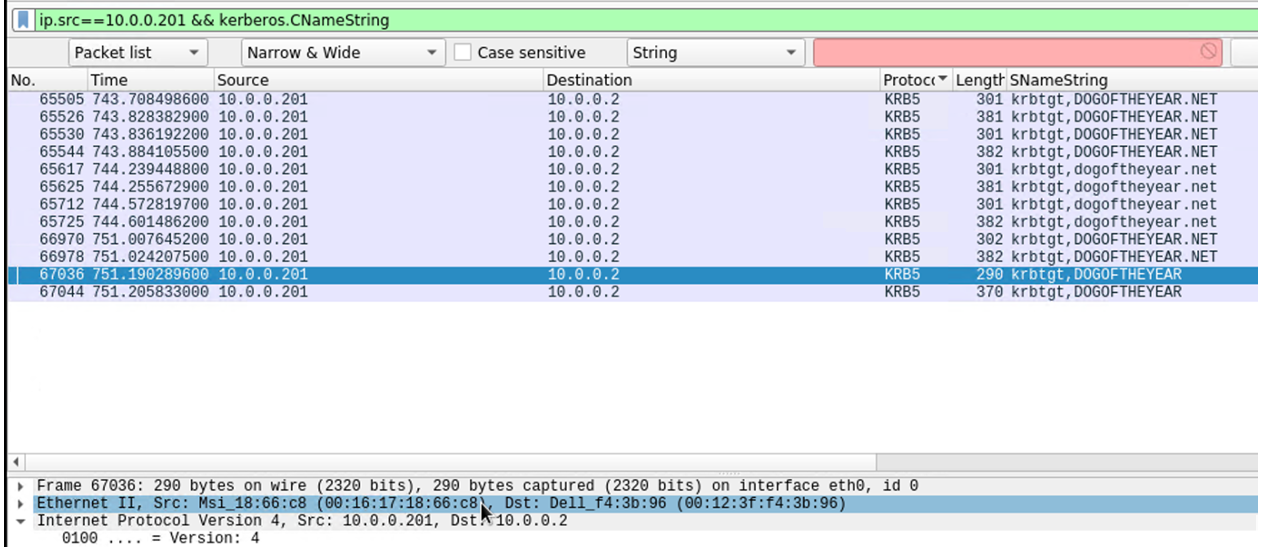 ip.src==10.0.0.201 && kerberos.CNameString
Packet list Narrow & Wide Case sensitive String
No. Time Source Destination Protocc Length SNameString
65505 743.708498600 10.0.0.201 10.0.0.2 KRB5 301 krbtgt,DOGOFTHEYEAR.NET
65526 743.828382900 10.0.0.201 10.0.0.2 KRB5 381 krbtgt,DOGOFTHEYEAR.NET
65530 743.836192200 10.0.0.201 10.0.0.2 KRB5 301 krbtgt,DOGOFTHEYEAR.NET
65544 743.884105500 10.0.0.201 10.0.0.2 KRB5 382 krbtgt,DOGOFTHEYEAR.NET
65617 744.239448800 10.0.0.201 10.0.0.2 KRB5 301 krbtgt,dogoftheyear.net
65625 744.255672900 10.0.0.201 10.0.0.2 KRB5 381 krbtgt,dogoftheyear.net
65712 744.572819700 10.0.0.201 10.0.0.2 KRB5 301 krbtgt,dogoftheyear.net
65725 744.601486200 10.0.0.201 10.0.0.2 KRB5 382 krbtgt,dogoftheyear.net
66970 751.007645200 10.0.0.201 10.0.0.2 KRB5 302 krbtgt,DOGOFTHEYEAR.NET
66978 751.024207500 10.0.0.201 10.0.0.2 KRB5 382 krbtgt,DOGOFTHEYEAR.NET
67036 751.190289600 10.0.0.201 10.0.0.2 KRB5 290 krbtgt,DOGOFTHEYEAR
67044 751.205833000 10.0.0.201 10.0.0.2 KRB5 370 krbtgt,DOGOFTHEYEAR
Frame 67036: 290 bytes on wire (2320 bits), 290 bytes captured (2320 bits) on interface eth0, id 0
Ethernet II, Src: Msi_18:66:c8 (00:16:17:18:66:c8), Dst: Dell_f4:3b:96 (00:12:3f:f4:3b:96)
Internet Protocol Version 4, Src: 10.0.0.201, Dst: 10.0.0.2
0100 .... = Version: 4